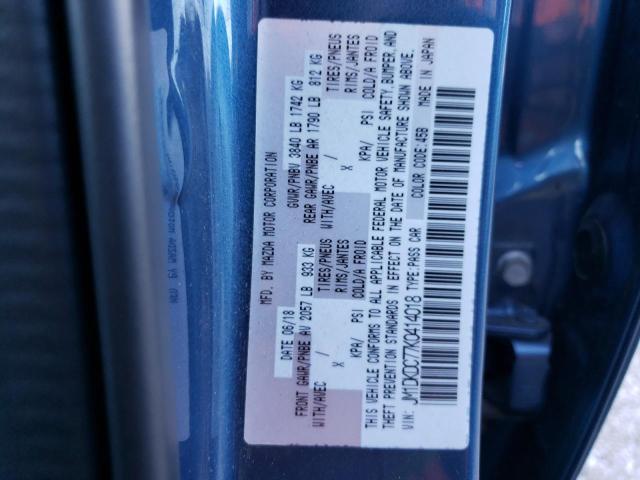 MFD. BY MAZDA MOTOR CORPORATION
DATE 06/18 GVWR/PNBV 3840 LB 1742 KG
FRONT GAWR/PNBE AV 2057 LB 933 KG REAR GAWR/PNBE AR 1790 LB 812 KG
WITH/AVEC TIRES/PNEUS WITH/AVEC TIRES/PNEUS
RIMS/JANTES X RIMS/JANTES
KPA/ PSI COLD/A FROID KPA/ PSI COLD/A FROID
THIS VEHICLE CONFORMS TO ALL APPLICABLE FEDERAL MOTOR VEHICLE SAFETY, BUMPER, AND
THEFT PREVENTION STANDARDS IN EFFECT ON THE DATE OF MANUFACTURE SHOWN ABOVE.
VIN: JM1DKDC77K0414018 TYPE:PASS CAR COLOR CODE:45B MADE IN JAPAN